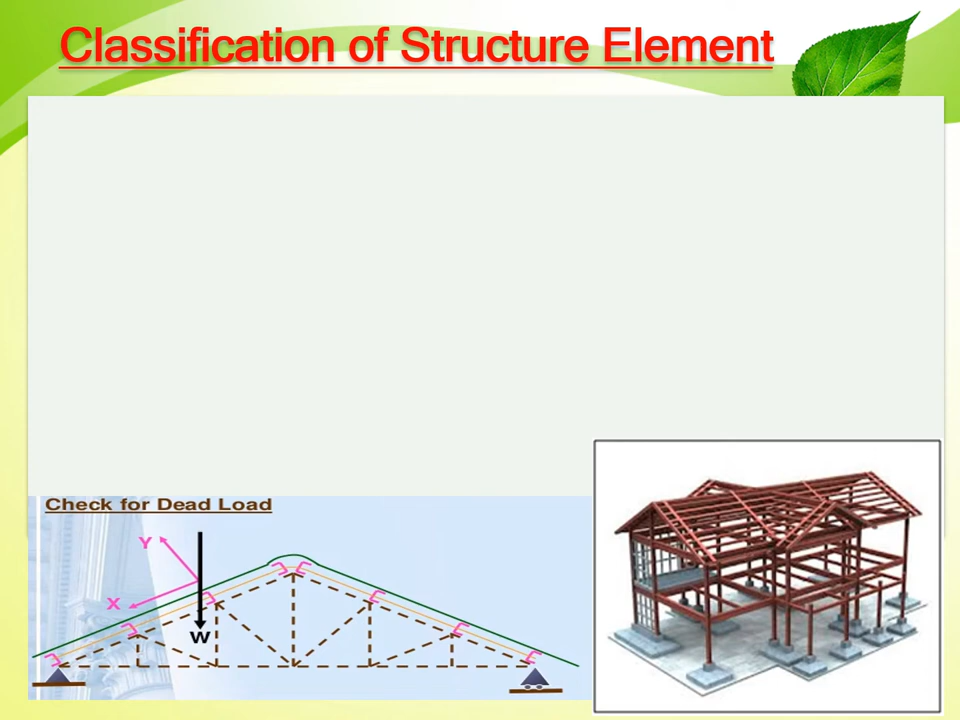 Classification of Structure Element
Check for Dead Load
Y
X
W